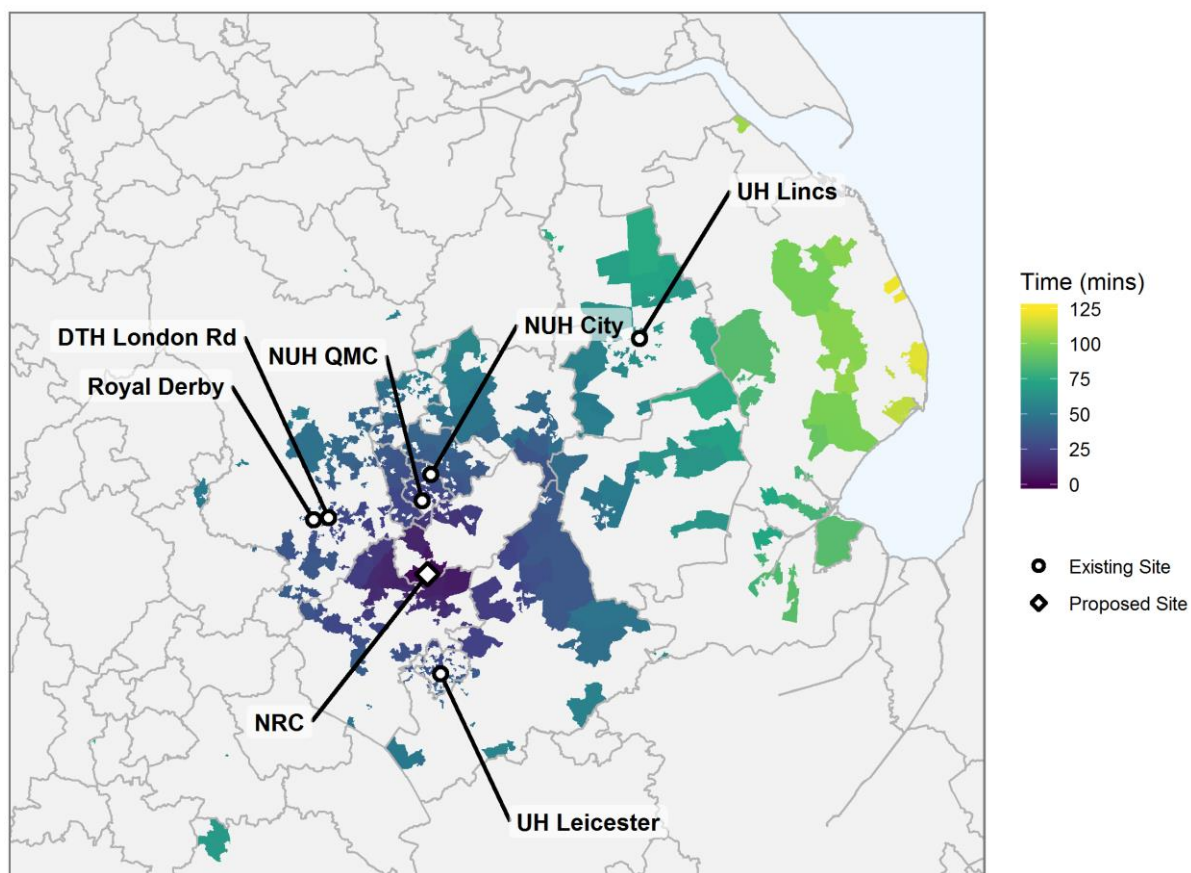 UH Lincs
NUH City
DTH London Rd
NUH QMC
Royal Derby
NRC
UH Leicester
Time (mins)
125
100
75
50
25
0
Existing Site
Proposed Site